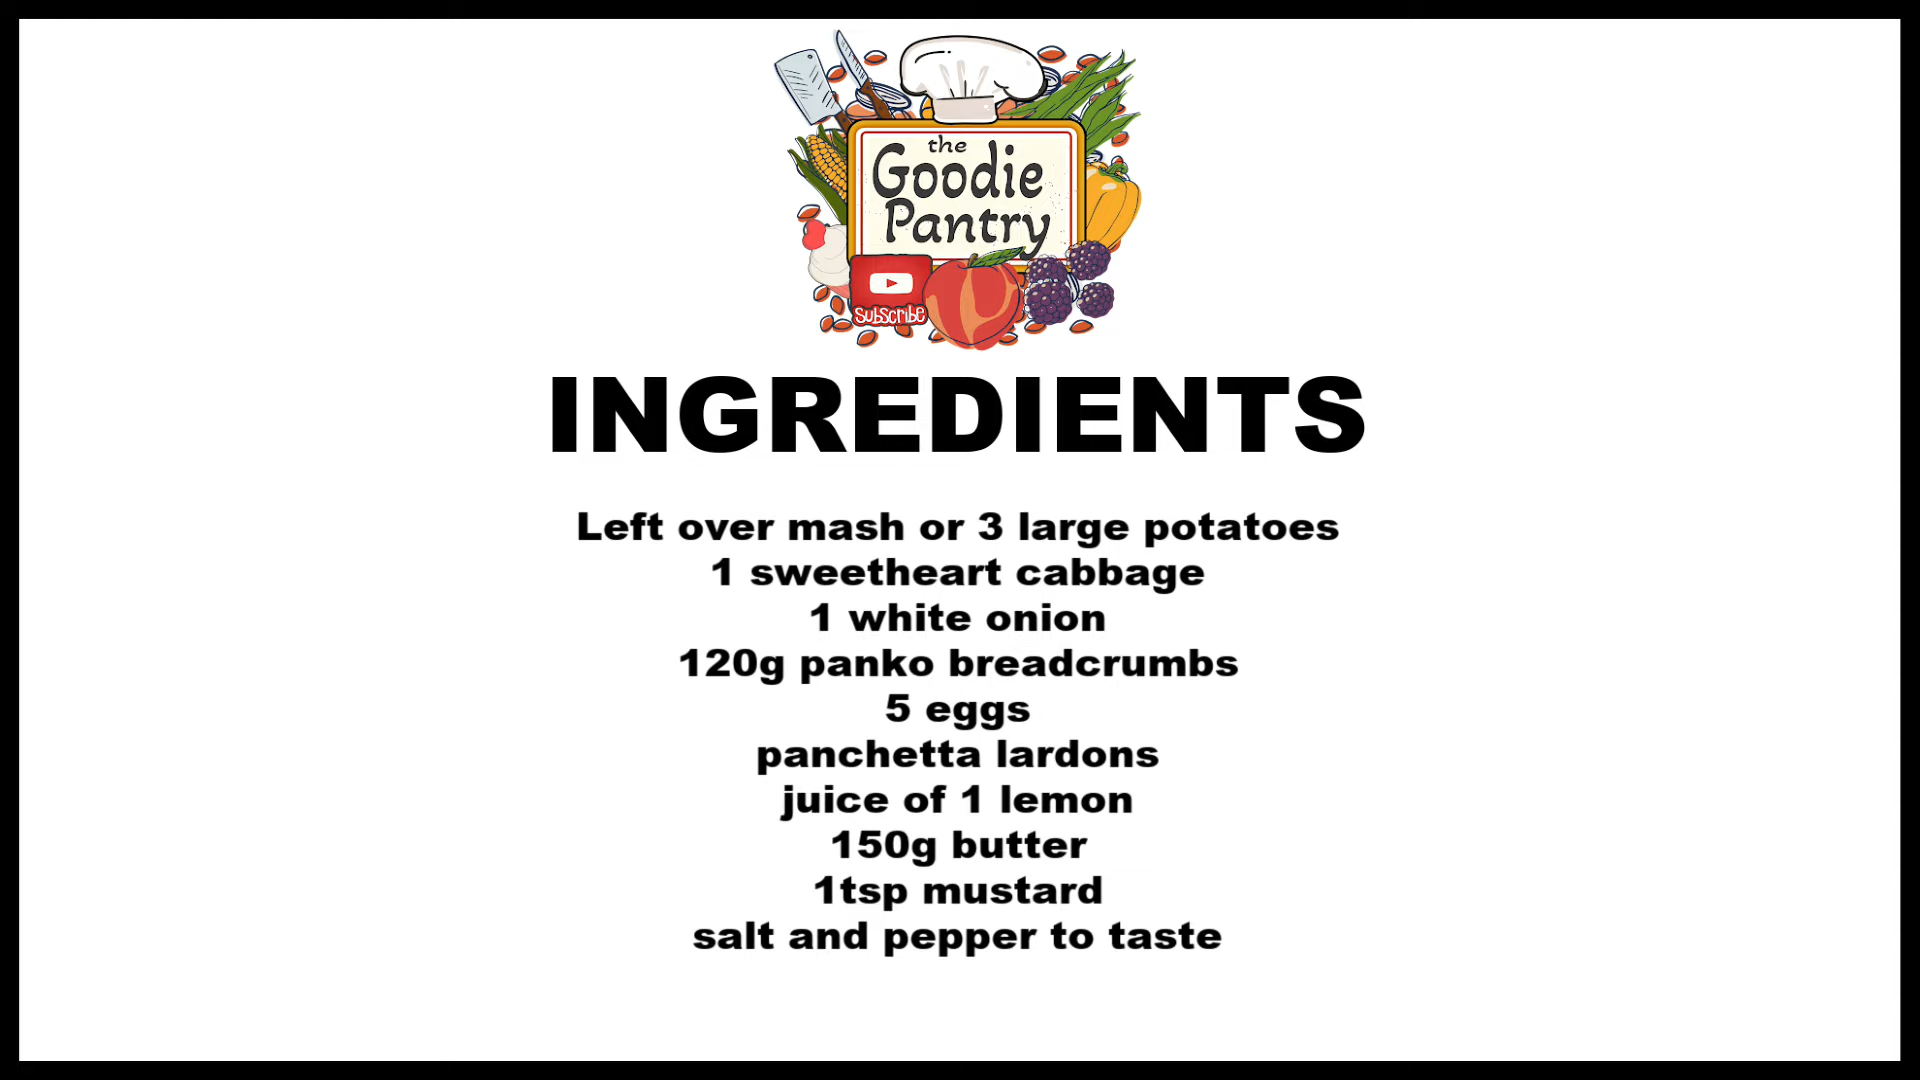 the
Goodie
Pantry
Subscribe
INGREDIENTS
Left over mash or 3 large potatoes
1 sweetheart cabbage
1 white onion
120g panko breadcrumbs
5 eggs
panchetta lardons
juice of 1 lemon
150g butter
1tsp mustard
salt and pepper to taste